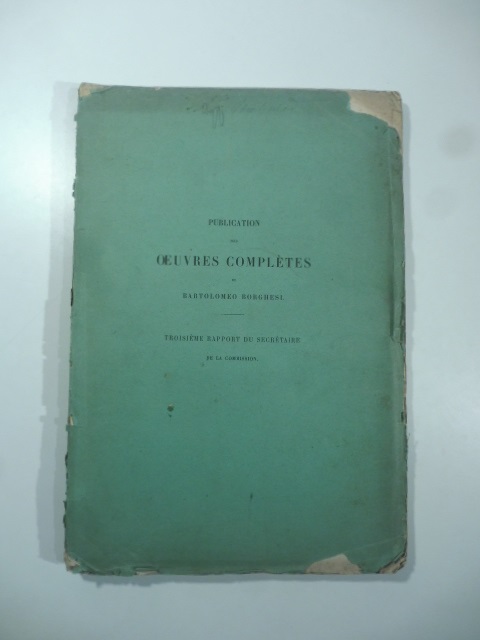 PUBLICATION
DES
ŒUVRES COMPLÈTES
DE
BARTOLOMEO BORGHESI.
TROISIÈME RAPPORT DU SECRÉTAIRE
DE LA COMMISSION.